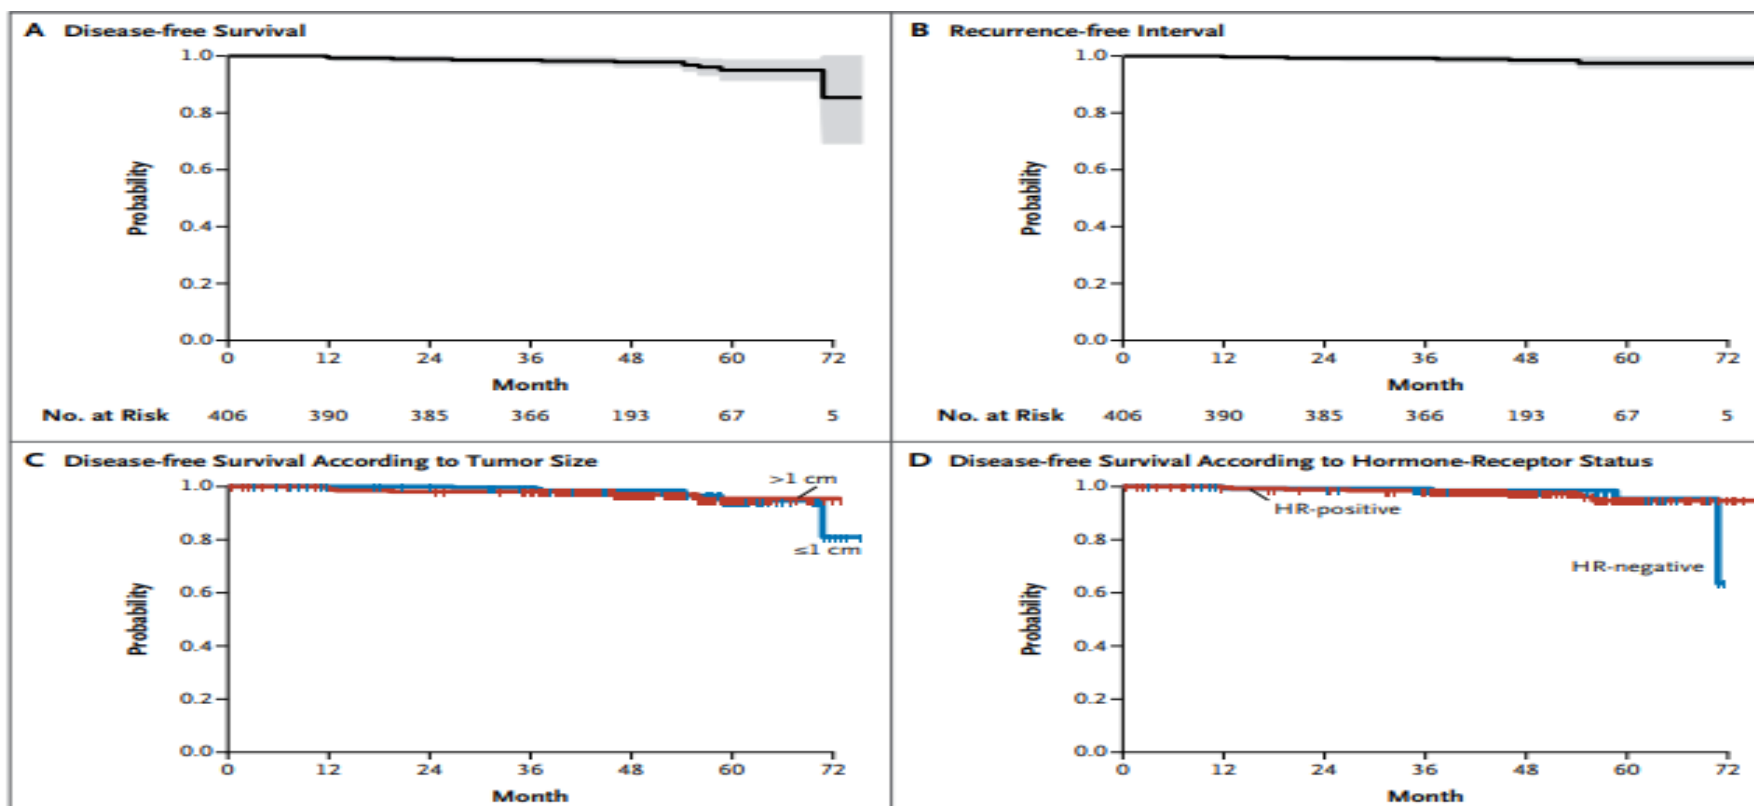 A Disease-free Survival
1.0
0.8
0.6
0.4
0.2
0.0
Probability
0 12 24 36 48 60 72
Month
No. at Risk 406 390 385 366 193 67 5
B Recurrence-free Interval
1.0
0.8
0.6
0.4
0.2
0.0
Probability
0 12 24 36 48 60 72
Month
No. at Risk 406 390 385 366 193 67 5
C Disease-free Survival According to Tumor Size
>1 cm
≤1 cm
1.0
0.8
0.6
0.4
0.2
0.0
Probability
0 12 24 36 48 60 72
Month
D Disease-free Survival According to Hormone-Receptor Status
HR-positive
HR-negative
1.0
0.8
0.6
0.4
0.2
0.0
Probability
0 12 24 36 48 60 72
Month